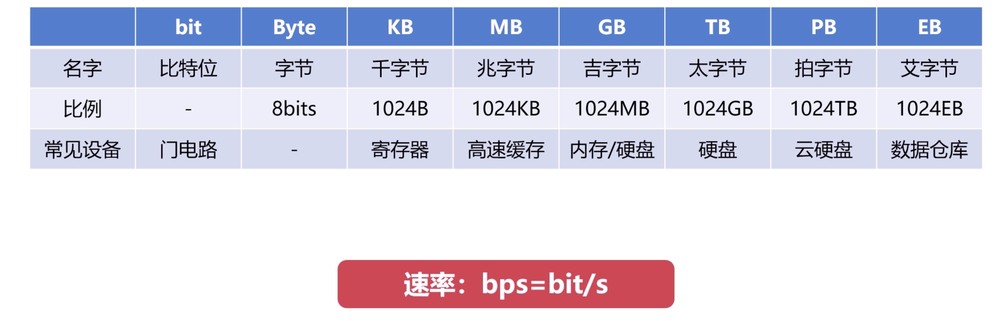 bit Byte KB MB GB TB PB EB
名字 比特位 字节 千字节 兆字节 吉字节 太字节 拍字节 艾字节
比例 - 8bits 1024B 1024KB 1024MB 1024GB 1024TB 1024EB
常见设备 门电路 - 寄存器 高速缓存 内存/硬盘 硬盘 云硬盘 数据仓库
速率：bps=bit/s